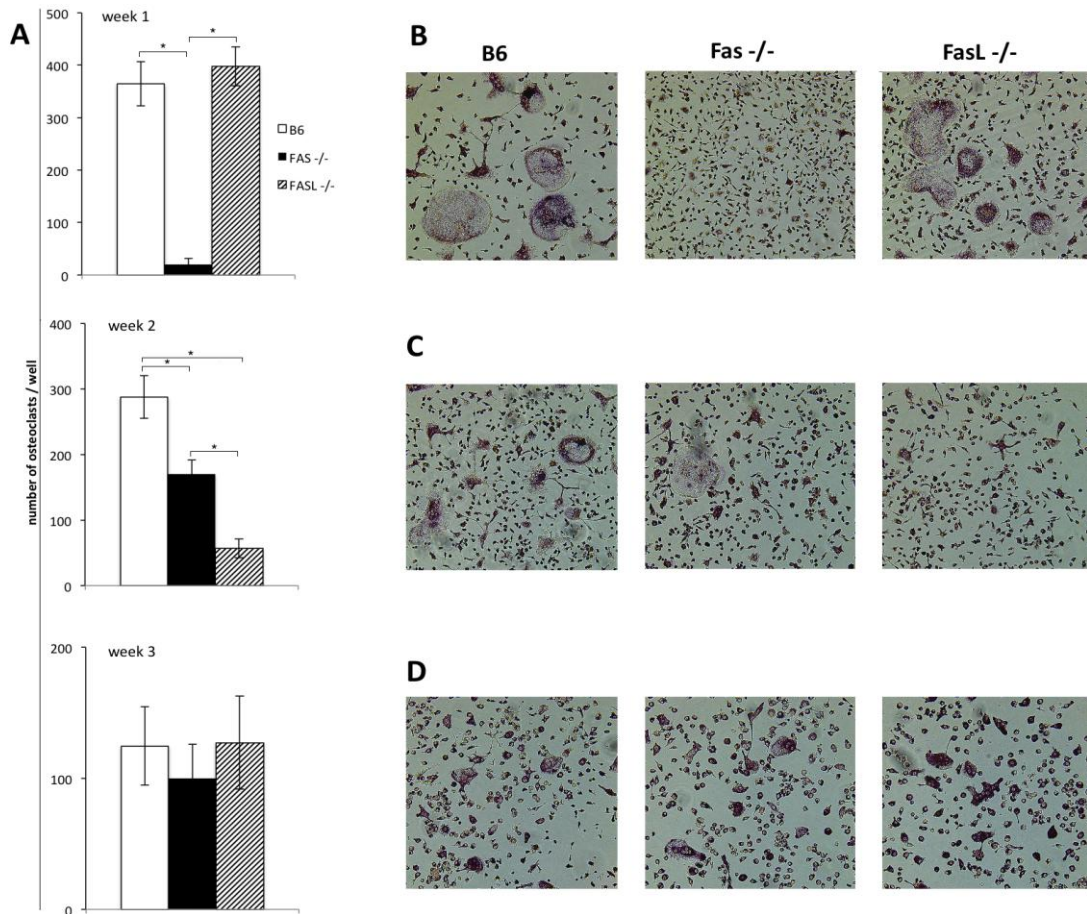 A
week 1
500
400
300
200
100
0
* *
B6
FAS -/-
FASL -/-
week 2
400
300
200
100
0
*
*
*
week 3
200
100
0
number of osteoclasts / well
B
B6 Fas -/- FasL -/-
C
D